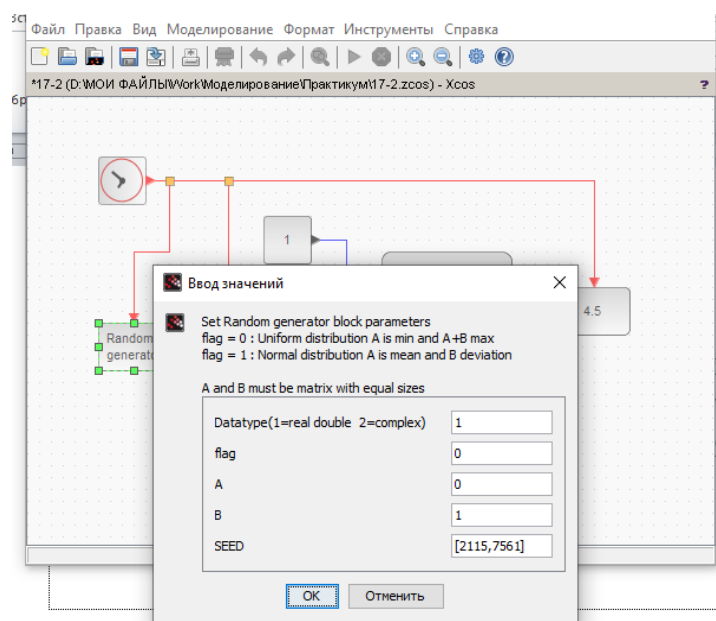 Файл Правка Вид Моделирование Формат Инструменты Справка
*17-2 (D:\МОИ ФАЙЛЫ\Work\Моделирование\Практикум\17-2.zcos) - Xcos
?
1
4.5
Random
generato
Ввод значений
Set Random generator block parameters
flag = 0 : Uniform distribution A is min and A+B max
flag = 1 : Normal distribution A is mean and B deviation
A and B must be matrix with equal sizes
Datatype(1=real double 2=complex) 1
flag 0
A 0
B 1
SEED [2115,7561]
OK Отменить